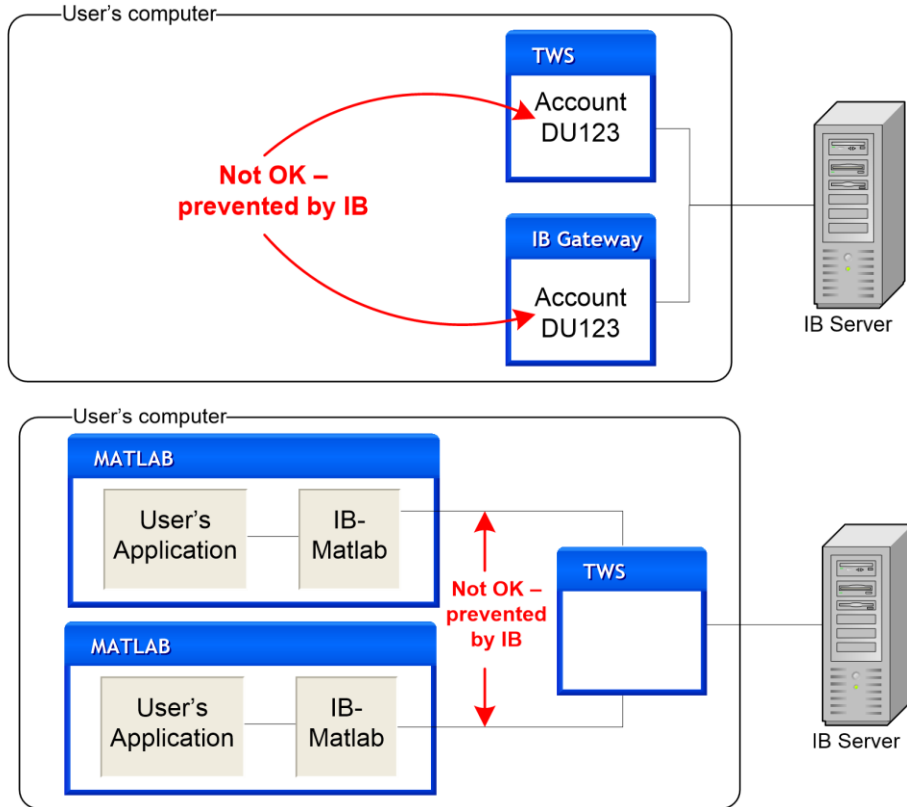 User's computer
TWS
Account
DU123
Not OK –
prevented by IB
IB Gateway
Account
DU123
IB Server
User's computer
MATLAB
User's
Application
IB-
Matlab
Not OK –
prevented
by IB
TWS
MATLAB
User's
Application
IB-
Matlab
IB Server